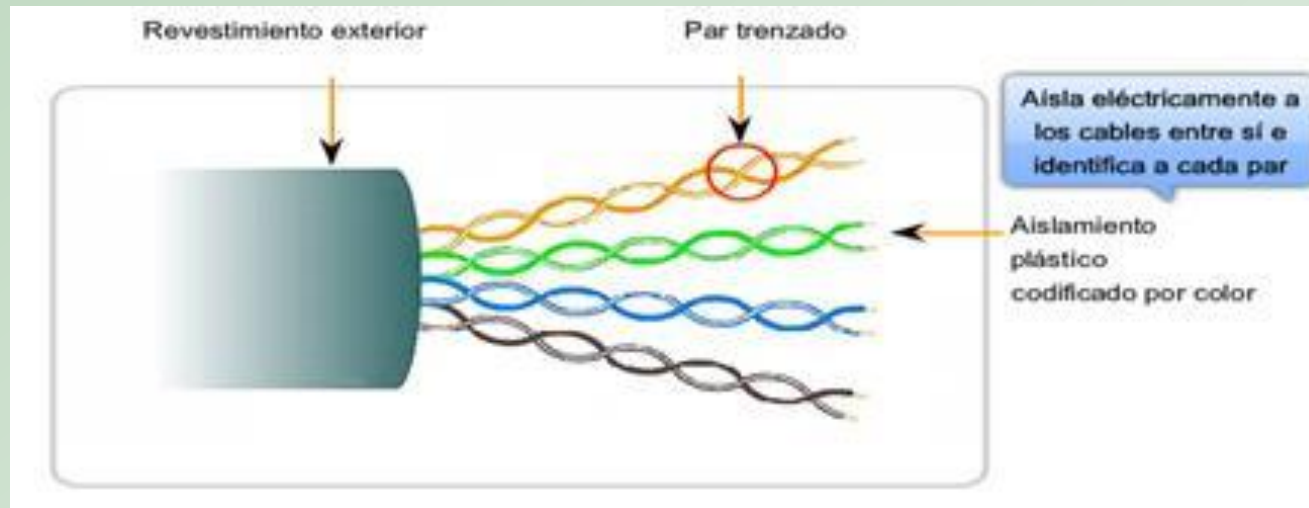 Revestimiento exterior
Par trenzado
Aísla eléctricamente a
los cables entre sí e
identifica a cada par
Aislamiento
plástico
codificado por color